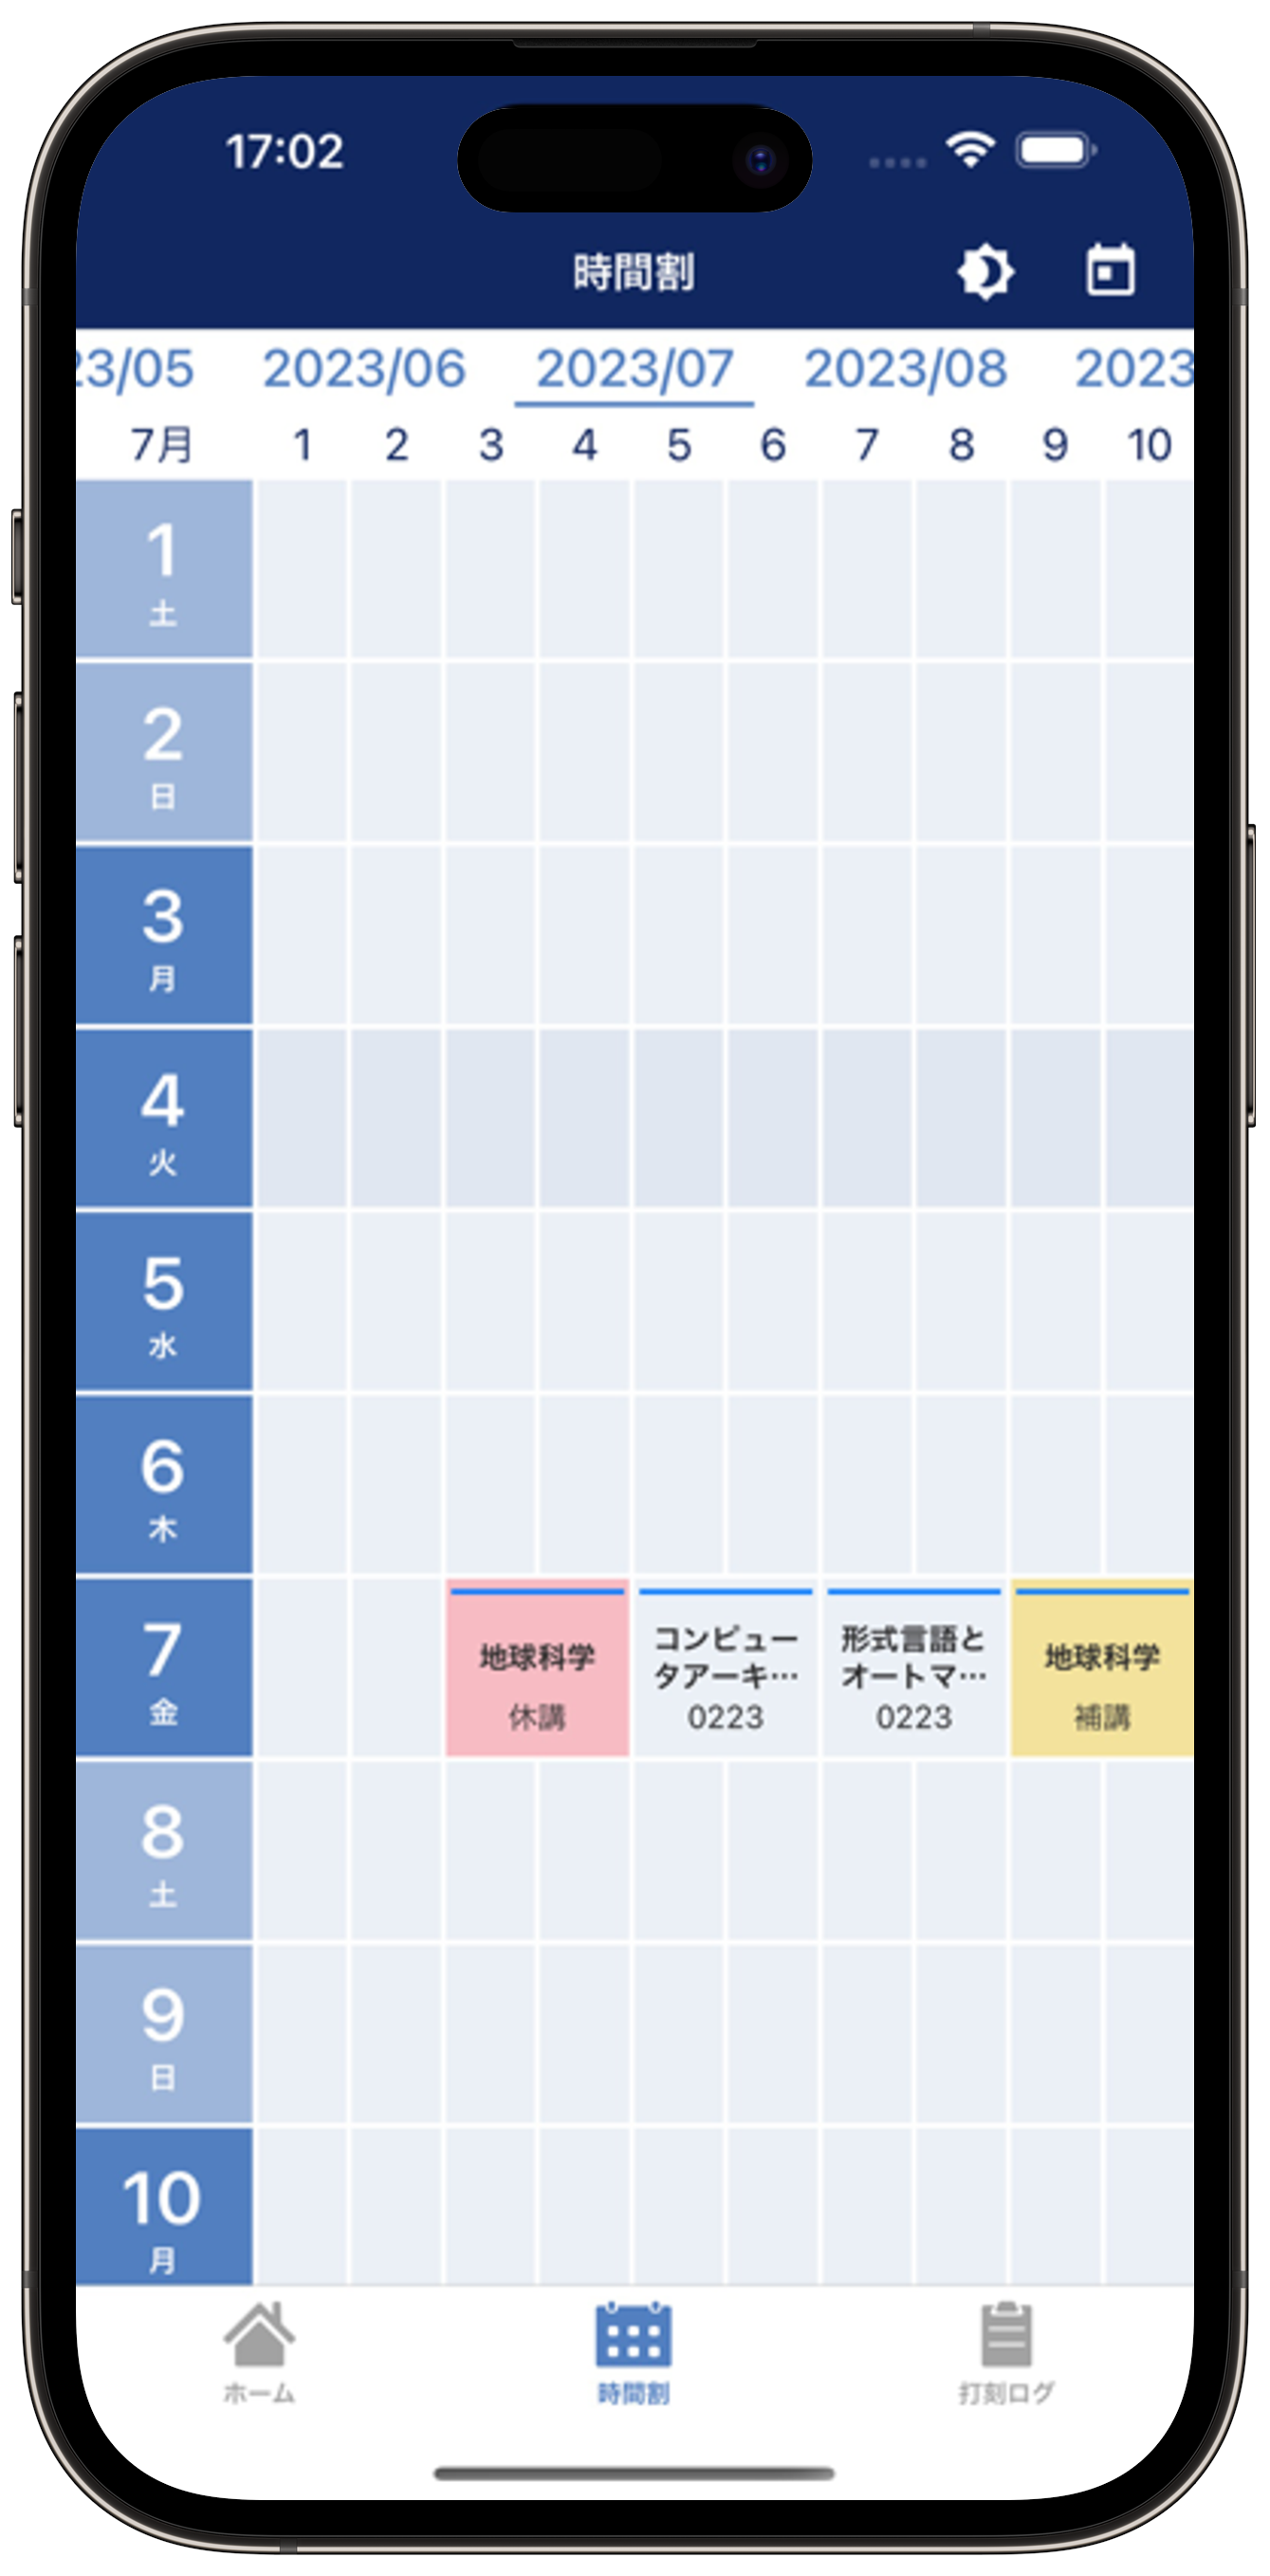 17:02
時間割
23/05 2023/06 2023/07 2023/08 2023
7月 1 2 3 4 5 6 7 8 9 10
1
土
2
日
3
月
4
火
5
水
6
木
7
金
地球科学
休講
コンピュー
タアーキ…
0223
形式言語と
オートマ…
0223
地球科学
補講
8
土
9
日
10
月
ホーム 時間割 打刻ログ